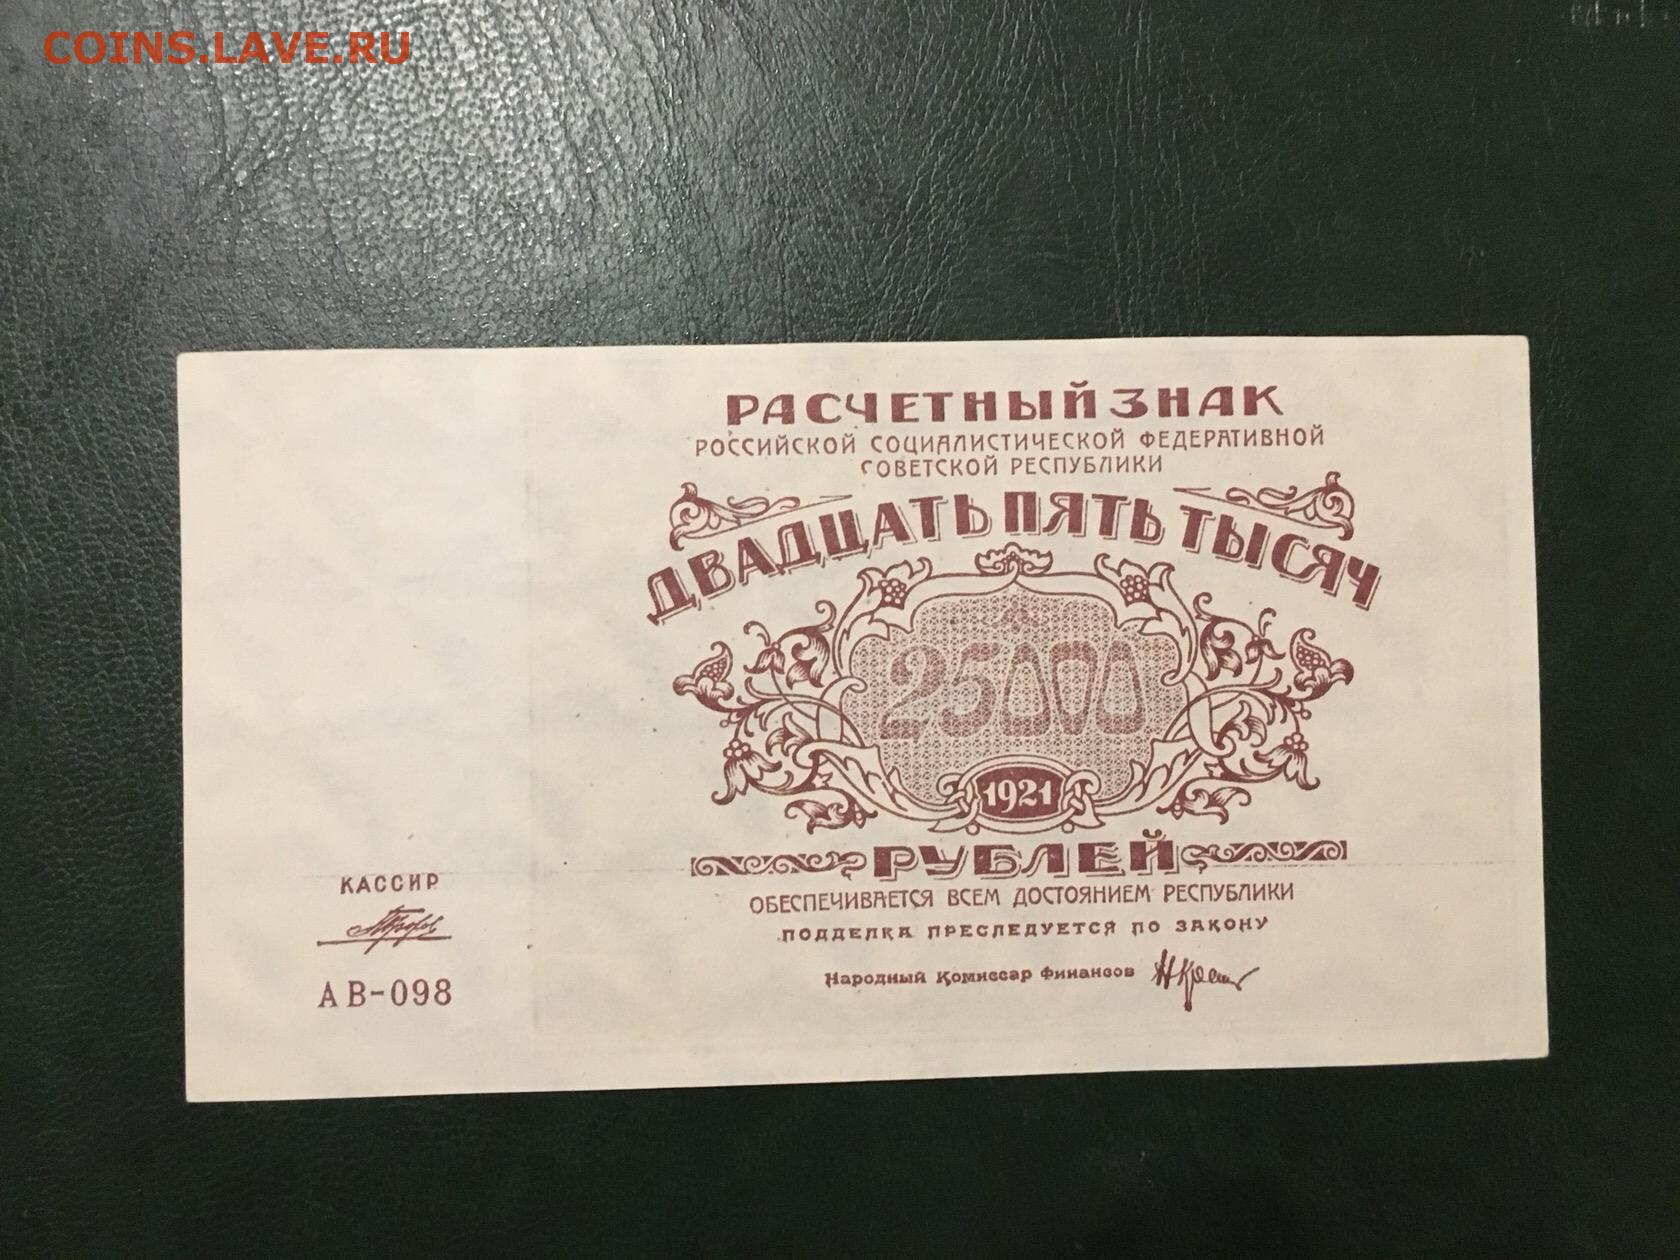 COINS.LAVE.RU
РАСЧЕТНЫЙ ЗНАК
РОССИЙСКОЙ СОЦИАЛИСТИЧЕСКОЙ ФЕДЕРАТИВНОЙ
СОВЕТСКОЙ РЕСПУБЛИКИ
ДВАДЦАТЬ ПЯТЬ ТЫСЯЧ
25000
1921
РУБЛЕЙ
ОБЕСПЕЧИВАЕТСЯ ВСЕМ ДОСТОЯНИЕМ РЕСПУБЛИКИ
ПОДДЕЛКА ПРЕСЛЕДУЕТСЯ ПО ЗАКОНУ
Народный Комиссар Финансов
КАССИР
АВ-098